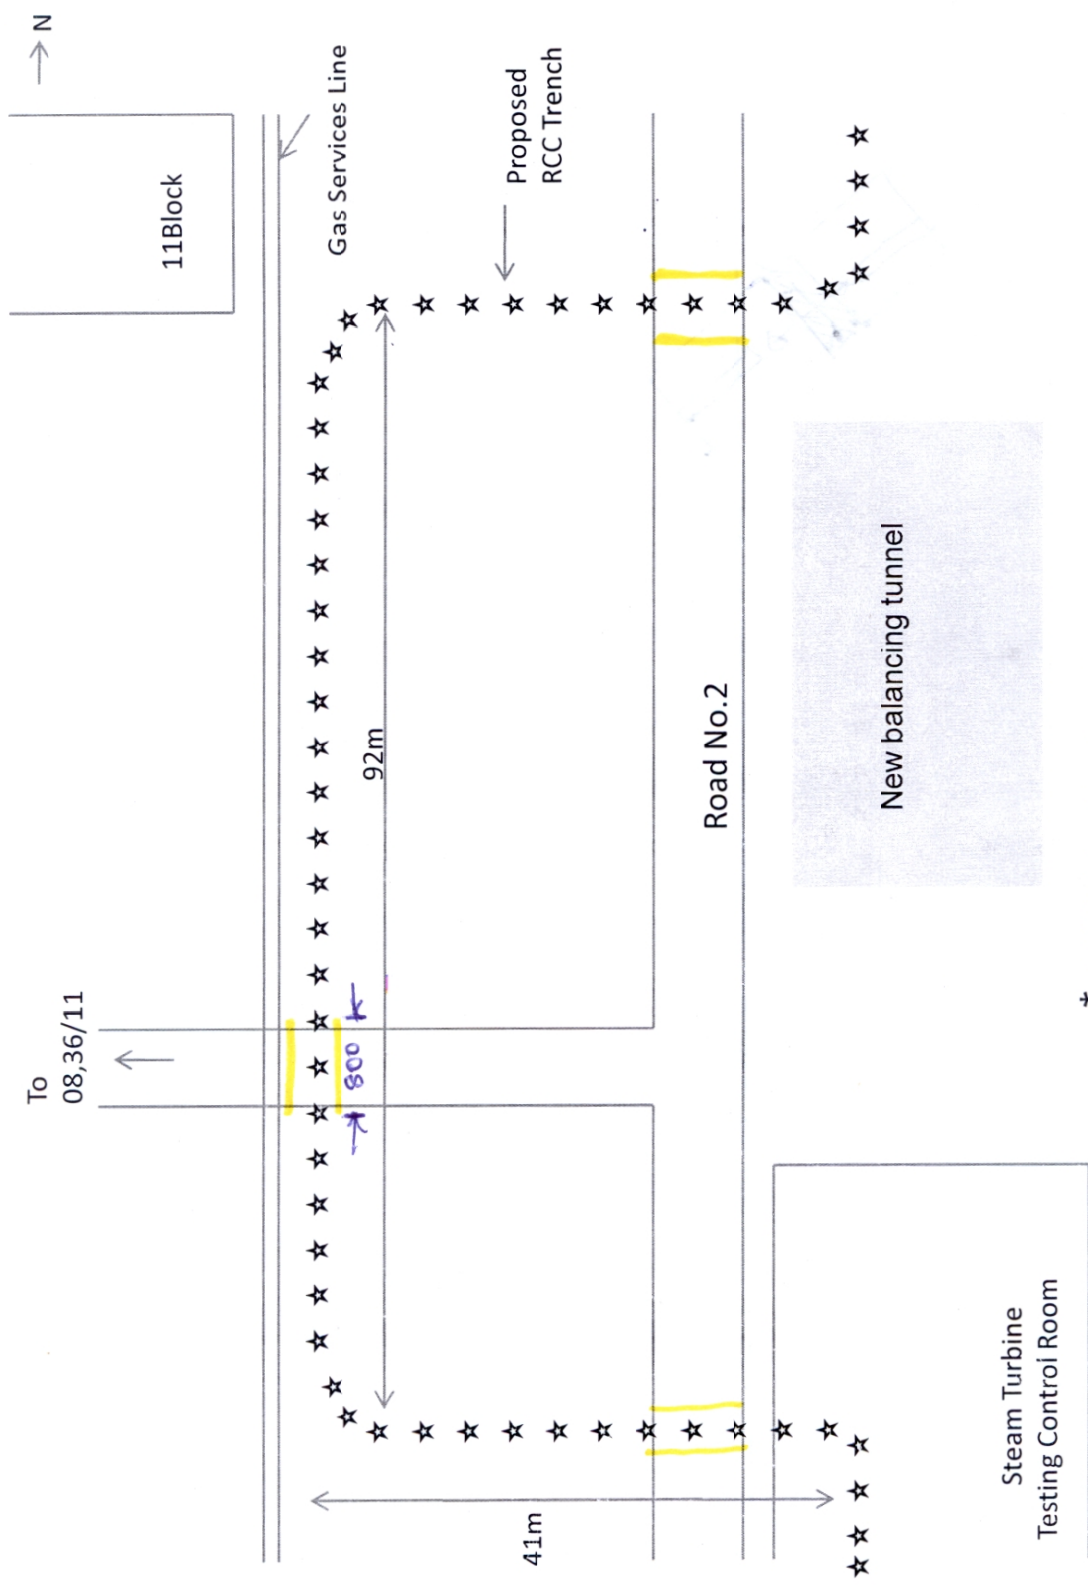 N
11Block
Gas Services Line
Proposed
RCC Trench
92m
To
08,36/11
800
Road No.2
New balancing tunnel
41m
Steam Turbine
Testing Control Room